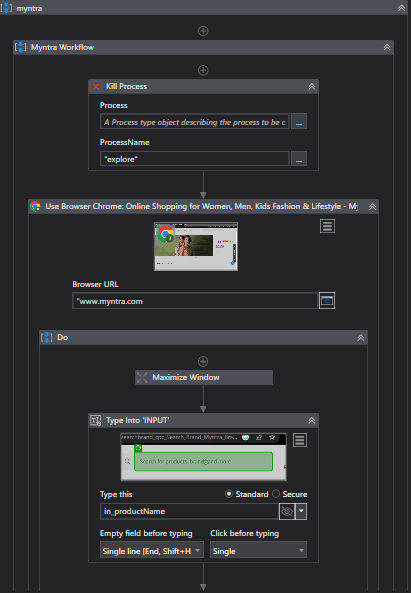 myntra
Myntra Workflow
Kill Process
Process
A Process type object describing the process to be c
ProcessName
"explore"
Use Browser Chrome: Online Shopping for Women, Men, Kids Fashion & Lifestyle - My
Browser URL
"www.myntra.com
Do
Maximize Window
Type Into 'INPUT'
Search for products, brands and more
Type this
Standard Secure
in_productName
Empty field before typing Click before typing
Single line [End, Shift+H Single